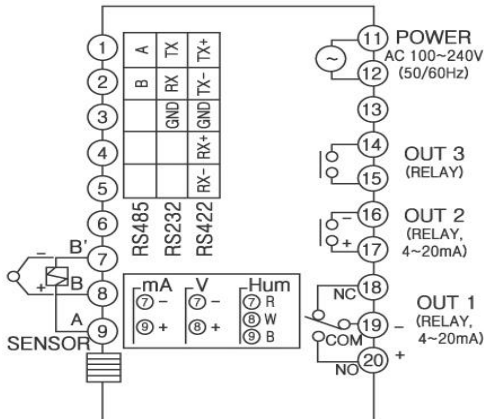 1 A TX TX+
2 B RX TX-
3 GND GND
4 RX+
5 RX-
6 RS485 RS232 RS422
7 B' −
8 B +
9 A
SENSOR
mA V Hum
7 − 7 − 7 R
9 + 8 + 8 W
9 B
11 POWER
~ AC 100~240V
12 (50/60Hz)
13
14 OUT 3
15 (RELAY)
16 − OUT 2
17 + (RELAY,
4~20mA)
18 NC
OUT 1
19 COM − (RELAY,
4~20mA)
20 NO +